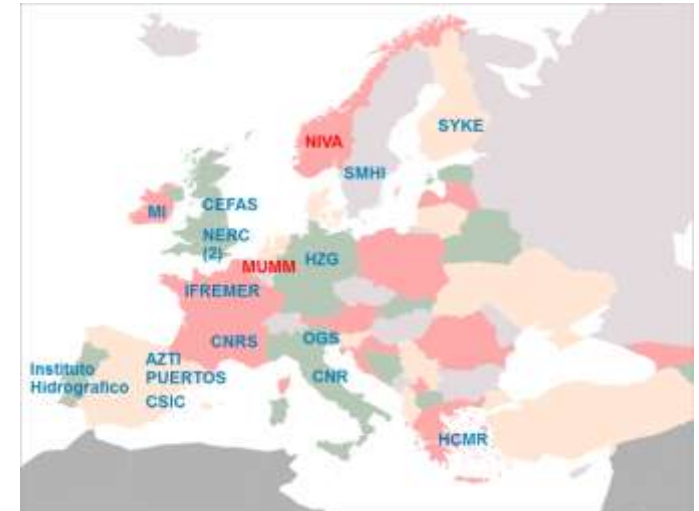 SYKE
NIVA
SMHI
MI
CEFAS
NERC
(2)
MUMM
HZG
IFREMER
CNRS
OGS
Instituto
Hidrografico
AZTI
PUERTOS
CSIC
CNR
HCMR